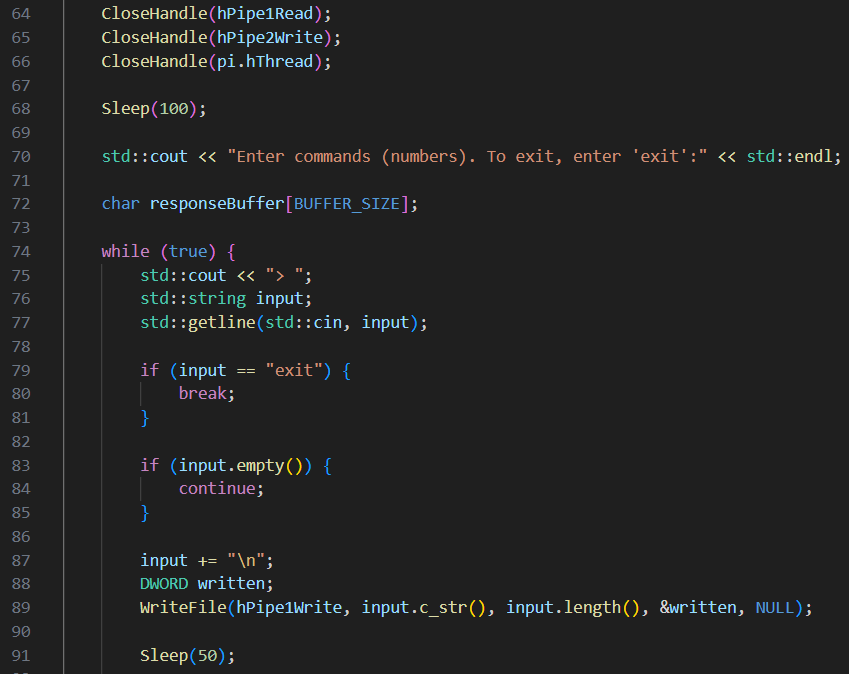 64 CloseHandle(hPipe1Read);
65 CloseHandle(hPipe2Write);
66 CloseHandle(pi.hThread);
67
68 Sleep(100);
69
70 std::cout << "Enter commands (numbers). To exit, enter 'exit':" << std::endl;
71
72 char responseBuffer[BUFFER_SIZE];
73
74 while (true) {
75 std::cout << "> ";
76 std::string input;
77 std::getline(std::cin, input);
78
79 if (input == "exit") {
80 break;
81 }
82
83 if (input.empty()) {
84 continue;
85 }
86
87 input += "\n";
88 DWORD written;
89 WriteFile(hPipe1Write, input.c_str(), input.length(), &written, NULL);
90
91 Sleep(50);